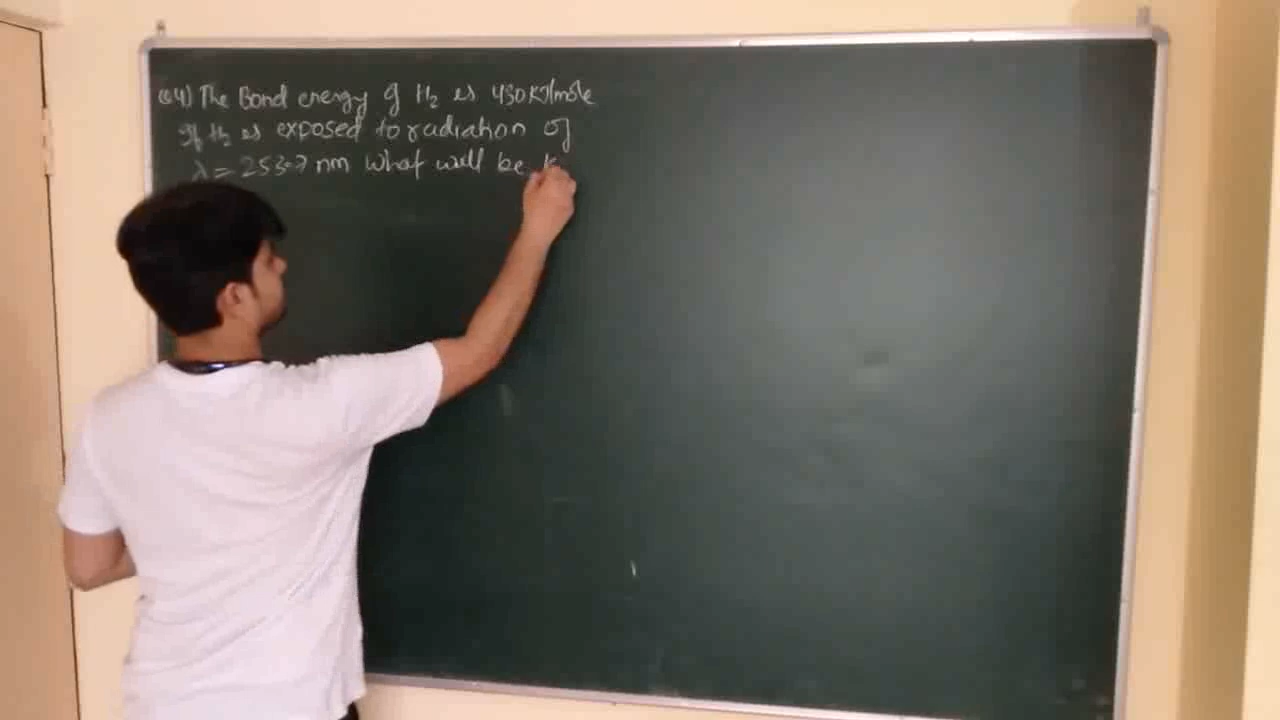 Q4) The Bond energy of H₂ is 430 KJ/mole
If H₂ is exposed to radiation of
λ = 253.7 nm What will be K